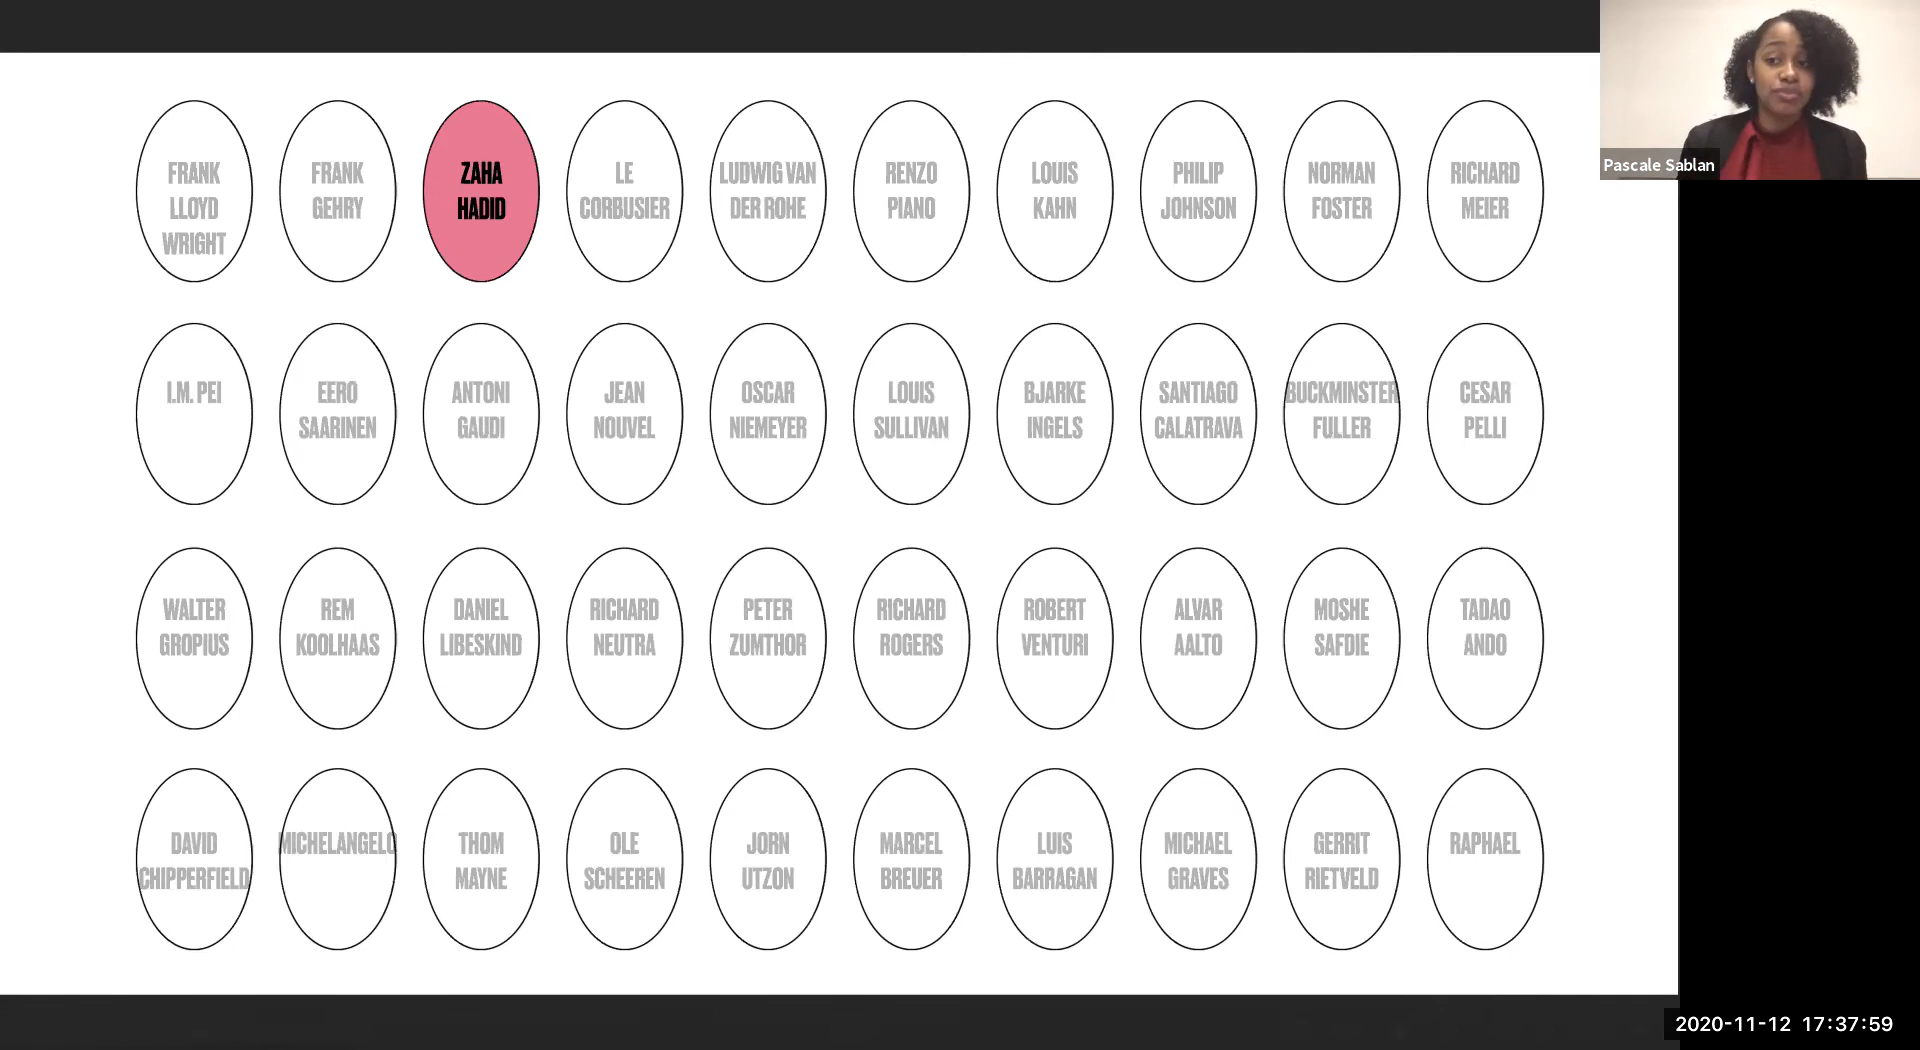 FRANK
LLOYD
WRIGHT
FRANK
GEHRY
ZAHA
HADID
LE
CORBUSIER
LUDWIG VAN
DER ROHE
RENZO
PIANO
LOUIS
KAHN
PHILIP
JOHNSON
NORMAN
FOSTER
RICHARD
MEIER
I.M. PEI
EERO
SAARINEN
ANTONI
GAUDI
JEAN
NOUVEL
OSCAR
NIEMEYER
LOUIS
SULLIVAN
BJARKE
INGELS
SANTIAGO
CALATRAVA
BUCKMINSTER
FULLER
CESAR
PELLI
WALTER
GROPIUS
REM
KOOLHAAS
DANIEL
LIBESKIND
RICHARD
NEUTRA
PETER
ZUMTHOR
RICHARD
ROGERS
ROBERT
VENTURI
ALVAR
AALTO
MOSHE
SAFDIE
TADAO
ANDO
DAVID
CHIPPERFIELD
MICHELANGELO
THOM
MAYNE
OLE
SCHEEREN
JORN
UTZON
MARCEL
BREUER
LUIS
BARRAGAN
MICHAEL
GRAVES
GERRIT
RIETVELD
RAPHAEL
Pascale Sablan
2020-11-12 17:37:59